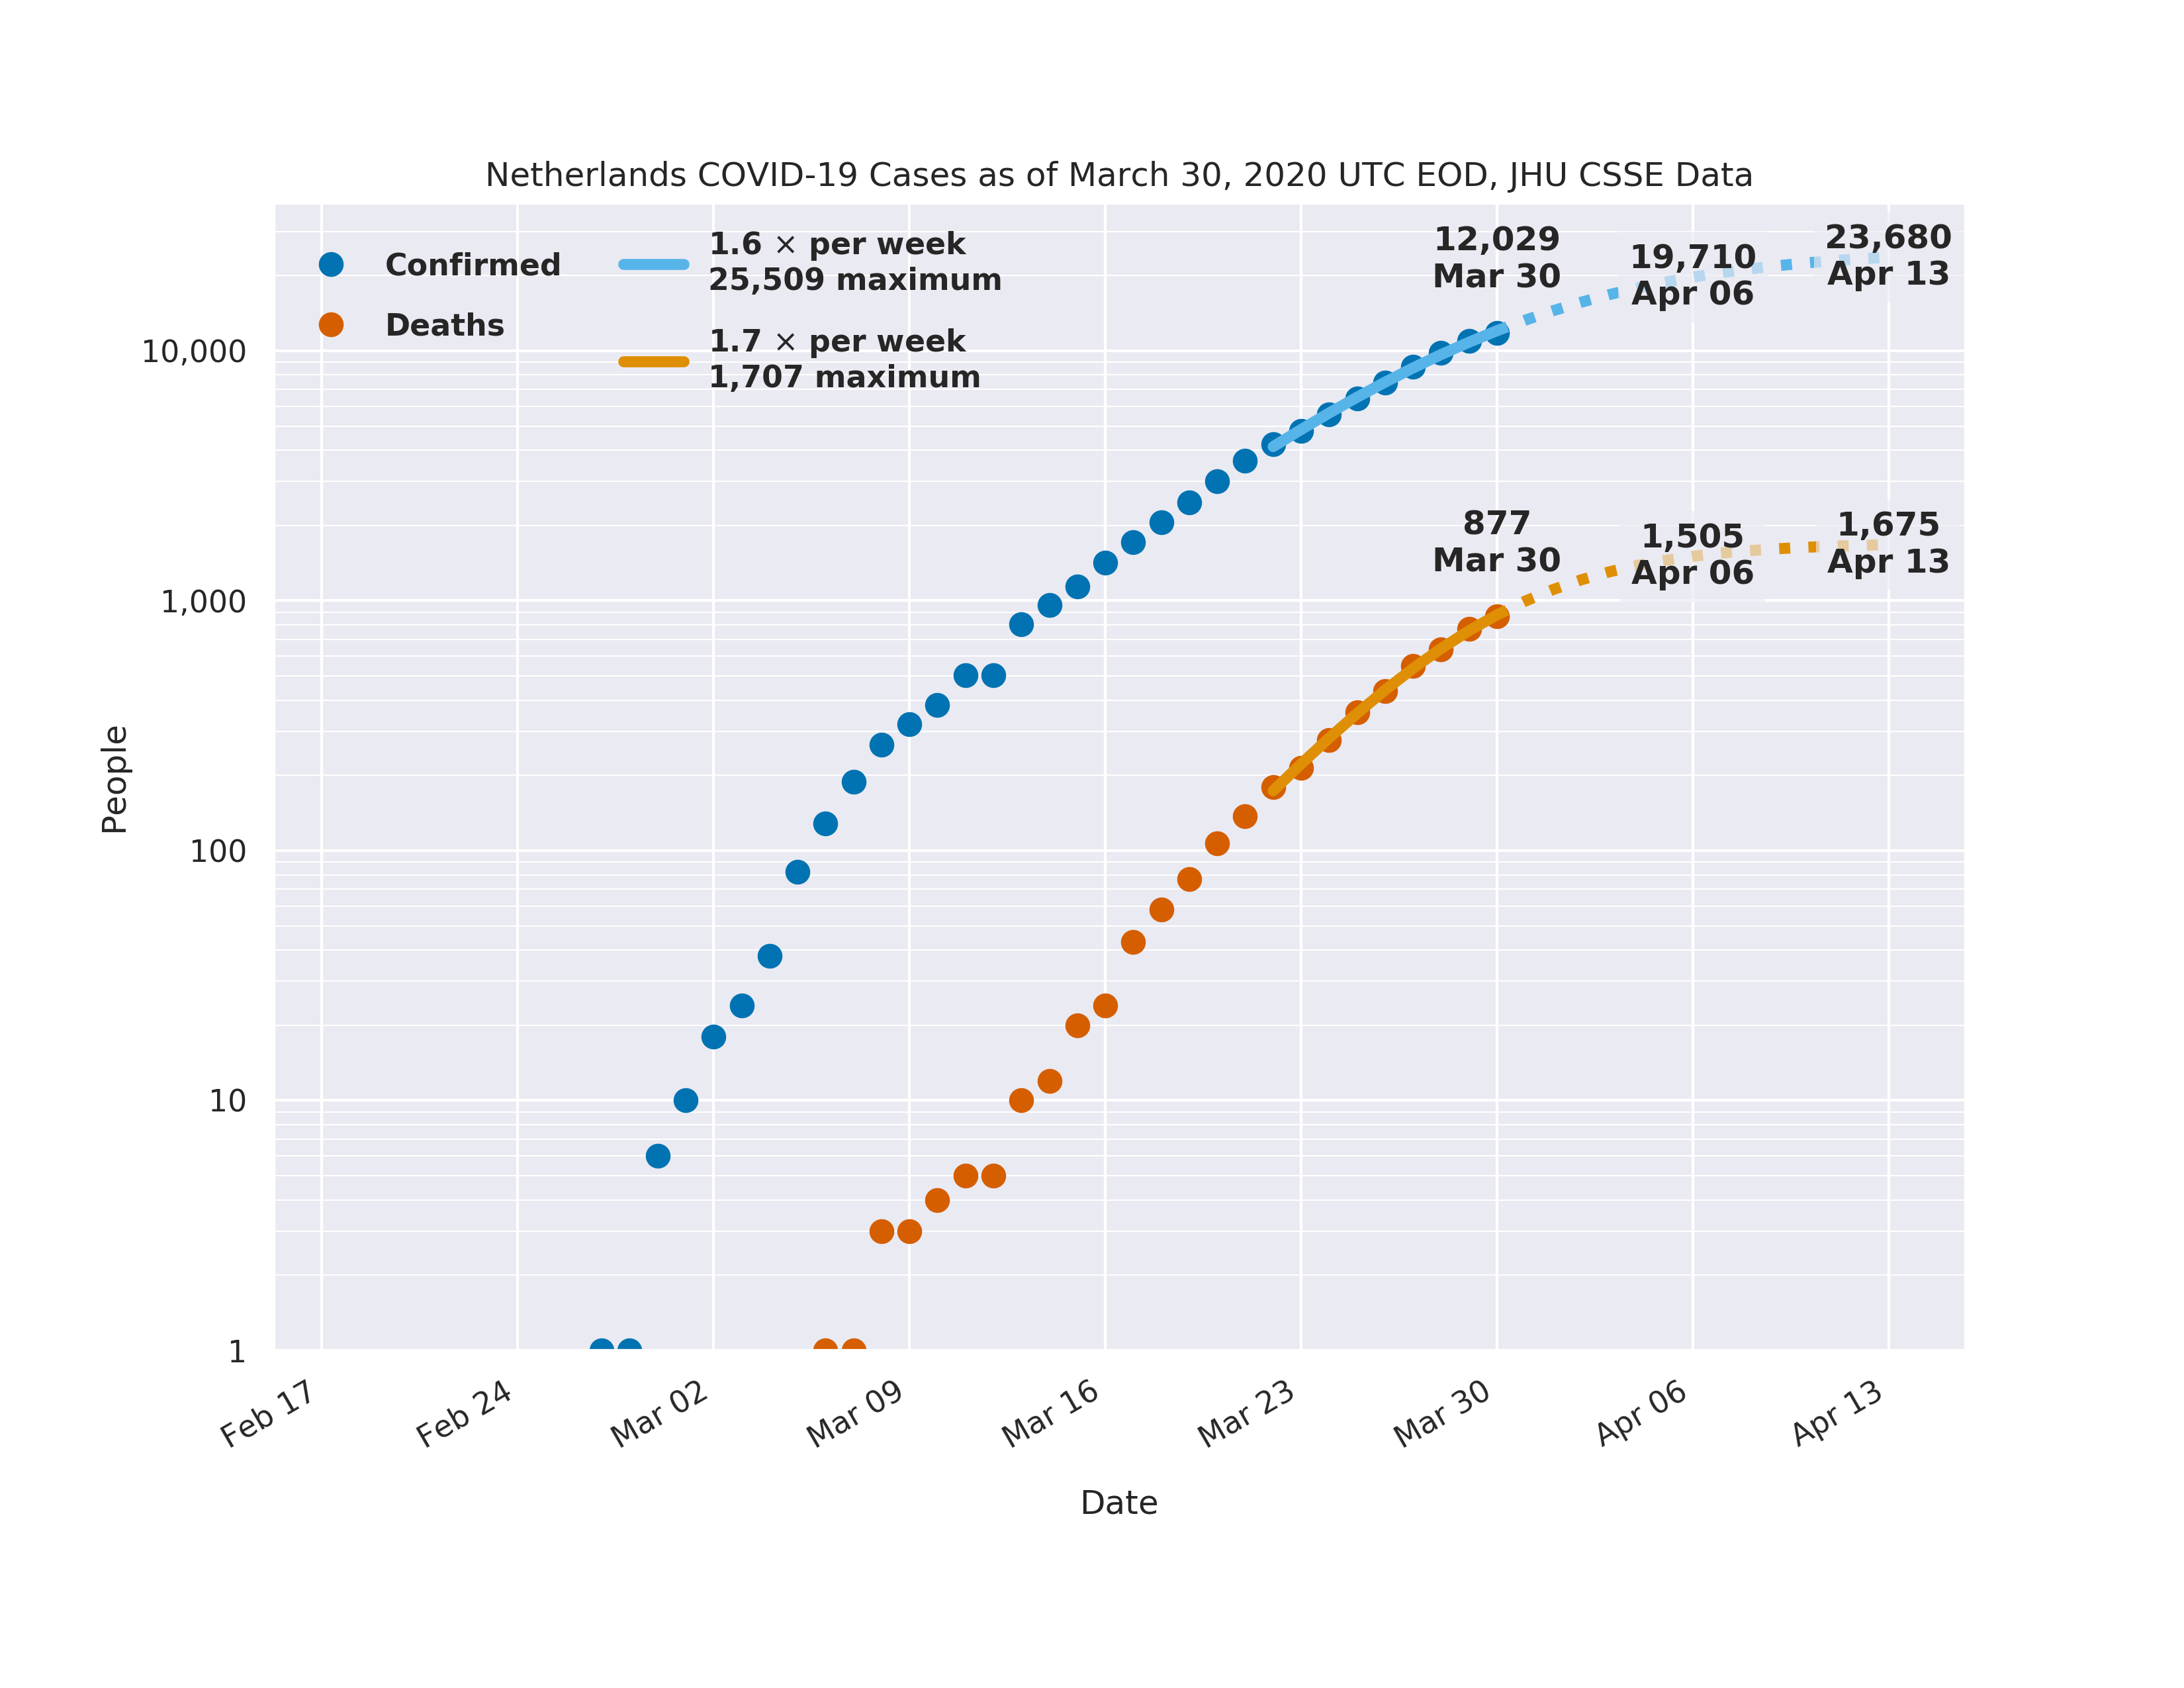 Netherlands COVID-19 Cases as of March 30, 2020 UTC EOD, JHU CSSE Data
Confirmed
Deaths
1.6 × per week
25,509 maximum
1.7 × per week
1,707 maximum
12,029
Mar 30
19,710
Apr 06
23,680
Apr 13
877
Mar 30
1,505
Apr 06
1,675
Apr 13
People
10,000
1,000
100
10
1
Feb 17
Feb 24
Mar 02
Mar 09
Mar 16
Mar 23
Mar 30
Apr 06
Apr 13
Date